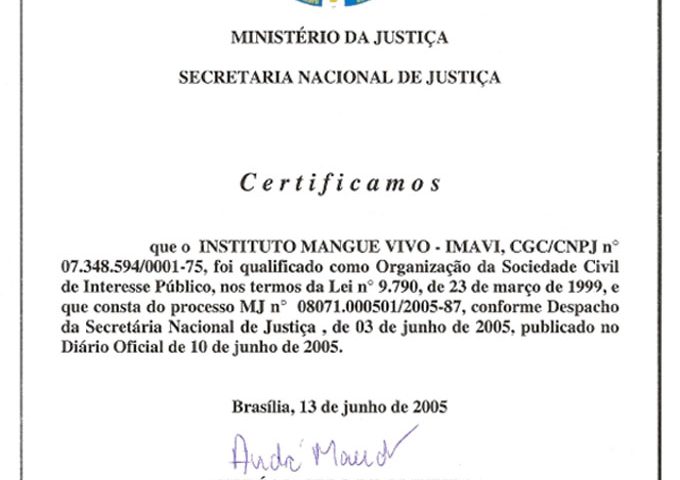 MINISTÉRIO DA JUSTIÇA
SECRETARIA NACIONAL DE JUSTIÇA
Certificamos
que o INSTITUTO MANGUE VIVO - IMAVI, CGC/CNPJ n°
07.348.594/0001-75, foi qualificado como Organização da Sociedade Civil
de Interesse Público, nos termos da Lei n° 9.790, de 23 de março de 1999, e
que consta do processo MJ n° 08071.000501/2005-87, conforme Despacho
da Secretária Nacional de Justiça , de 03 de junho de 2005, publicado no
Diário Oficial de 10 de junho de 2005.
Brasília, 13 de junho de 2005
André